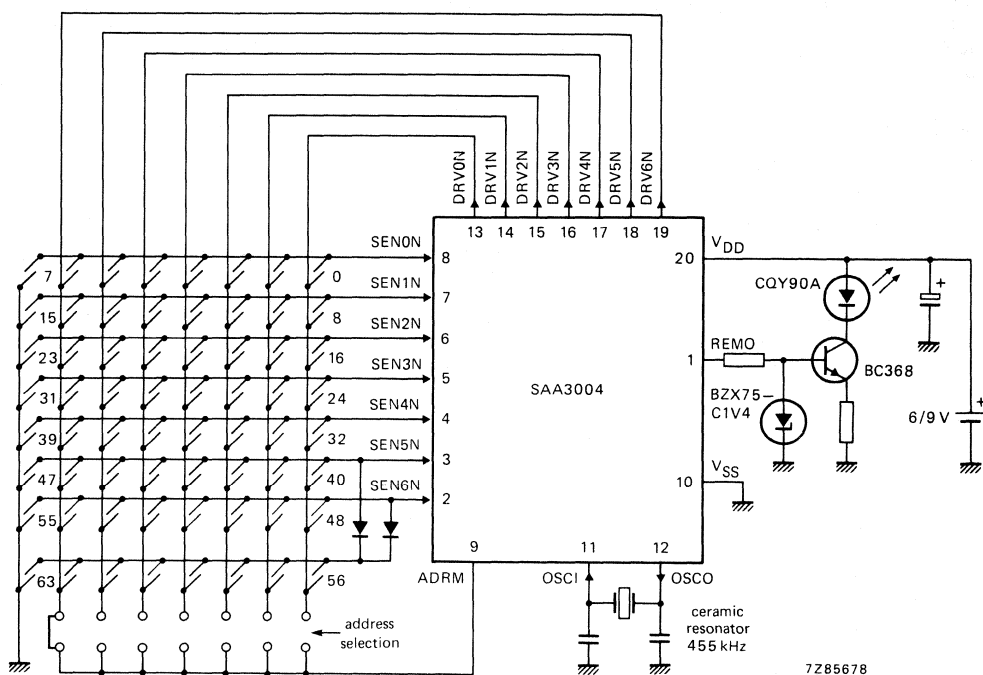 DRV0N
DRV1N
DRV2N
DRV3N
DRV4N
DRV5N
DRV6N
13 14 15 16 17 18 19
SEN0N
8
7 0
SEN1N
7
15 8
SEN2N
6
23 16
SEN3N
5
31 24
SEN4N
4
39 32
SEN5N
3
47 40
SEN6N
2
55 48
63 56
SAA3004
20
VDD
CQY90A
+
REMO
1
BC368
BZX75–
C1V4
+
6/9 V
10
VSS
9
ADRM
11
OSCI
12
OSCO
address
selection
ceramic
resonator
455 kHz
7Z85678